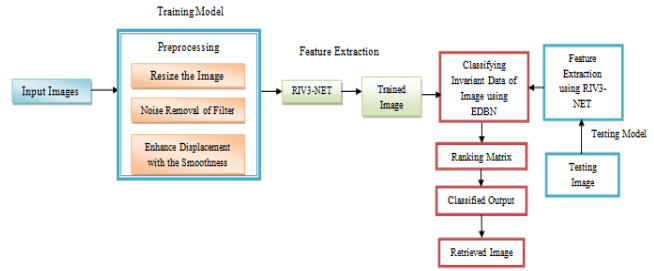 Training Model
Preprocessing
Resize the Image
Noise Removal of Filter
Enhance Displacement
with the Smoothness
Input Images
Feature Extraction
RIV3-NET
Trained
Image
Classifying
Invariant Data of
Image using
EDBN
Ranking Matrix
Classified Output
Retrieved Image
Feature
Extraction
using RIV3-
NET
Testing Model
Testing
Image